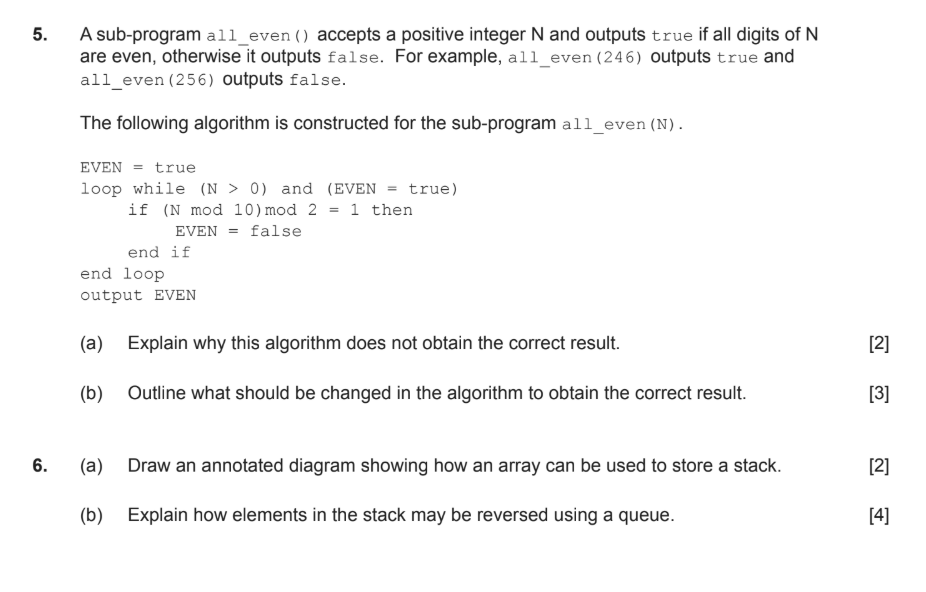 5. A sub-program all_even() accepts a positive integer N and outputs true if all digits of N
are even, otherwise it outputs false. For example, all_even(246) outputs true and
all_even(256) outputs false.
The following algorithm is constructed for the sub-program all_even(N).
EVEN = true
loop while (N > 0) and (EVEN = true)
if (N mod 10)mod 2 = 1 then
EVEN = false
end if
end loop
output EVEN
(a) Explain why this algorithm does not obtain the correct result. [2]
(b) Outline what should be changed in the algorithm to obtain the correct result. [3]
6. (a) Draw an annotated diagram showing how an array can be used to store a stack. [2]
(b) Explain how elements in the stack may be reversed using a queue. [4]